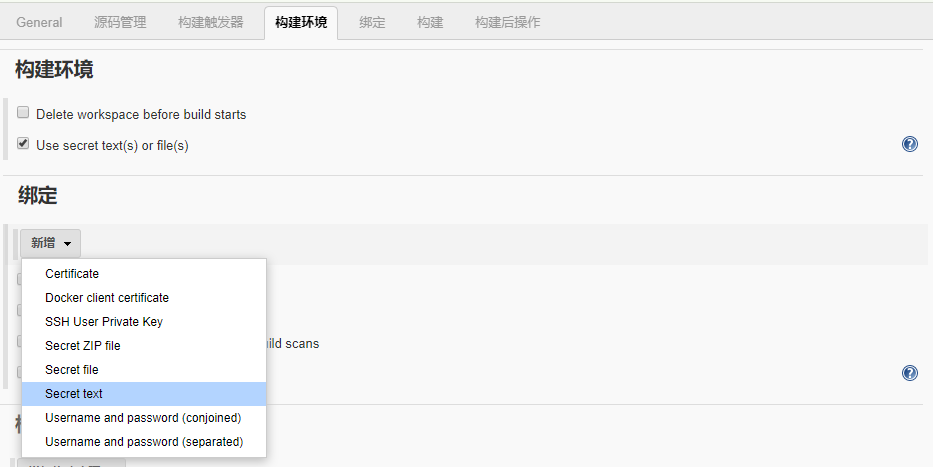 General 源码管理 构建触发器 构建环境 绑定 构建 构建后操作
构建环境
Delete workspace before build starts
Use secret text(s) or file(s)
绑定
新增
Certificate
Docker client certificate
SSH User Private Key
Secret ZIP file
ild scans
Secret file
Secret text
Username and password (conjoined)
Username and password (separated)